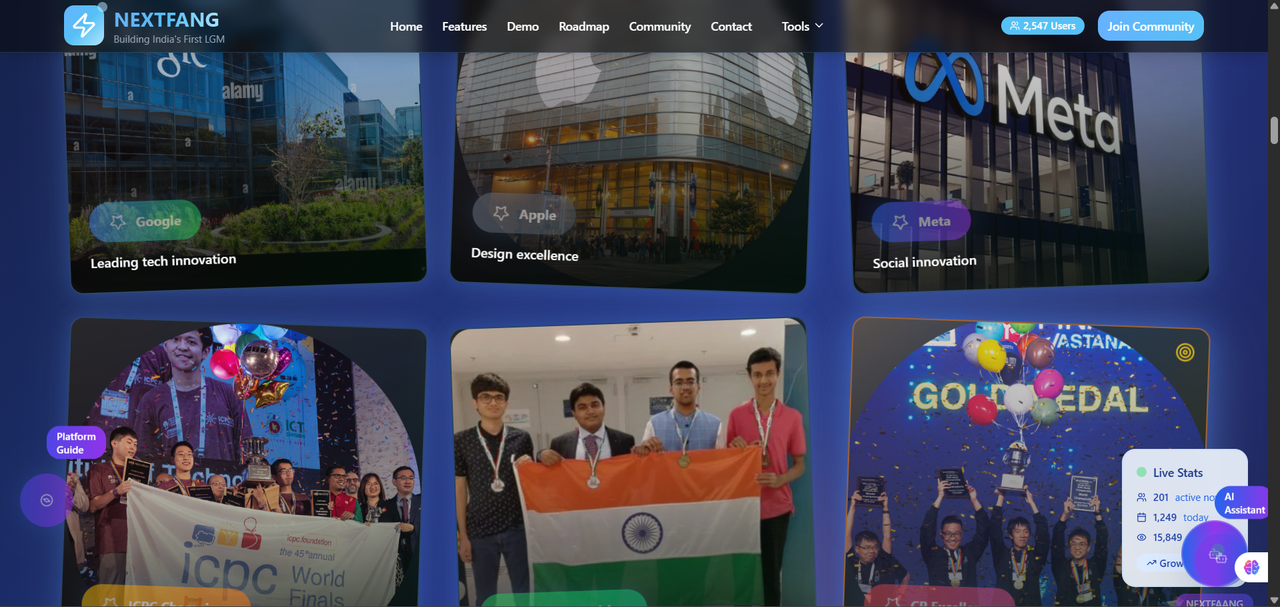 NEXTFANG
Building India's First LGM
Home
Features
Demo
Roadmap
Community
Contact
Tools
2,547 Users
Join Community
alamy
a
a
a
a
alamy
Google
Leading tech innovation
Apple
Design excellence
Meta
Meta
Social innovation
Platform
Guide
icpc.foundation
the 45th annual
icpc World
Finals
GOLD MEDAL
Live Stats
201 active no
1,249 today
15,849
Grow
AI
Assistant
NEXTFAANG